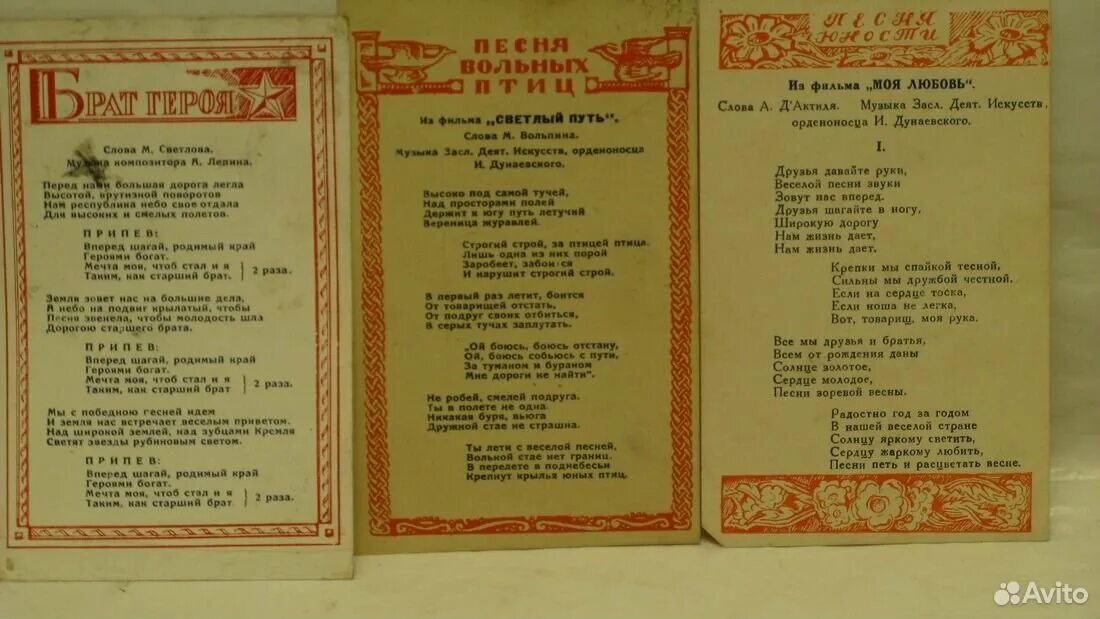 БРАТ ГЕРОЯ
Слова М. Светлова.
Музыка композитора А. Лепина.
Перед нами большая дорога легла
Высотой, крутизной поворотов
Нам республика небо свое отдала
Для высоких и смелых полетов.
ПРИПЕВ:
Вперед шагай, родимый край
Героями богат.
Мечта моя, чтоб стал и я
Таким, как старший брат.
2 раза.
Земля зовет нас на большие дела,
А небо на подвиг крылатый, чтобы
Песня звенела, чтобы молодость шла
Дорогою старшего брата.
ПРИПЕВ:
Вперед шагай, родимый край
Героями богат.
Мечта моя, чтоб стал и я
Таким, как старший брат
2 раза.
Мы с победною песней идем
И земля нас встречает веселым приветом.
Над широкой землей, над зубцами Кремля
Светят звезды рубиновым светом.
ПРИПЕВ:
Вперед шагай, родимый край
Героями богат.
Мечта моя, чтоб стал и я
Таким, как старший брат
2 раза.
ПЕСНЯ
ВОЛЬНЫХ
ПТИЦ
Из фильма „СВЕТЛЫЙ ПУТЬ".
Слова М. Вольпина.
Музыка Засл. Деят. Искусств, орденоносца
И. Дунаевского.
Высоко под самой тучей,
Над просторами полей
Держит к югу путь летучий
Вереница журавлей.
Строгий строй, за птицей птица.
Лишь одна из них порой
Заробеет, забоится
И нарушит строгий строй.
В первый раз летит, боится
От товарищей отстать,
От подруг своих отбиться,
В серых тучах заплутать.
„Ой боюсь, боюсь отстану,
Ой, боюсь собьюсь с пути,
За туманом и бураном
Мне дороги не найти".
Не робей, смелей подруга.
Ты в полете не одна.
Никакая буря, вьюга
Дружной стае не страшна.
Ты лети с веселой песней,
Вольной стае нет границ.
В перелете в поднебесьи
Крепнут крылья юных птиц.
ПЕСНЯ
ЮНОСТИ
Из фильма „МОЯ ЛЮБОВЬ".
Слова А. Д'Актиля. Музыка Засл. Деят. Искусств,
орденоносца И. Дунаевского.
I.
Друзья давайте руки,
Веселой песни звуки
Зовут нас вперед.
Друзья шагайте в ногу,
Широкую дорогу
Нам жизнь дает,
Нам жизнь дает.
Крепки мы спайкой тесной,
Сильны мы дружбой честной.
Если на сердце тоска,
Если ноша не легка,
Вот, товарищ, моя рука.
Все мы друзья и братья,
Всем от рождения даны
Солнце золотое,
Сердце молодое,
Песни зоревой весны.
Радостно год за годом
В нашей веселой стране
Солнцу яркому светить,
Сердцу жаркому любить,
Песни петь и расцветать весне.
Avito